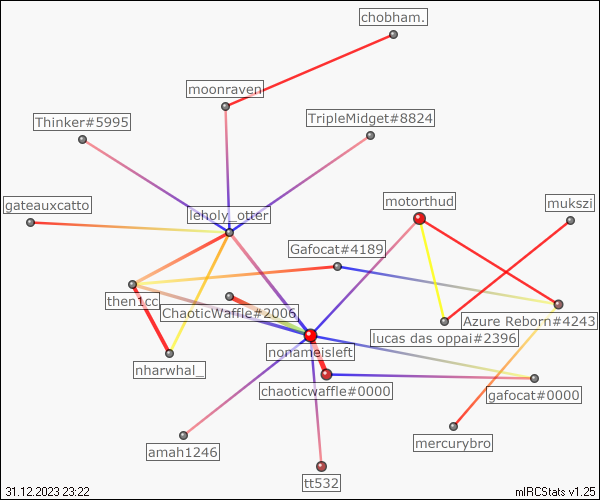 chobham.
moonraven
Thinker#5995
TripleMidget#8824
gateauxcatto
leholy_otter
motorthud
mukszi
Gafocat#4189
then1cc
ChaoticWaffle#2006
Azure Reborn#4243
lucas das oppai#2396
nonameisleft
nharwhal_
chaoticwaffle#0000
gafocat#0000
amah1246
mercurybro
tt532
31.12.2023 23:22
mIRCStats v1.25